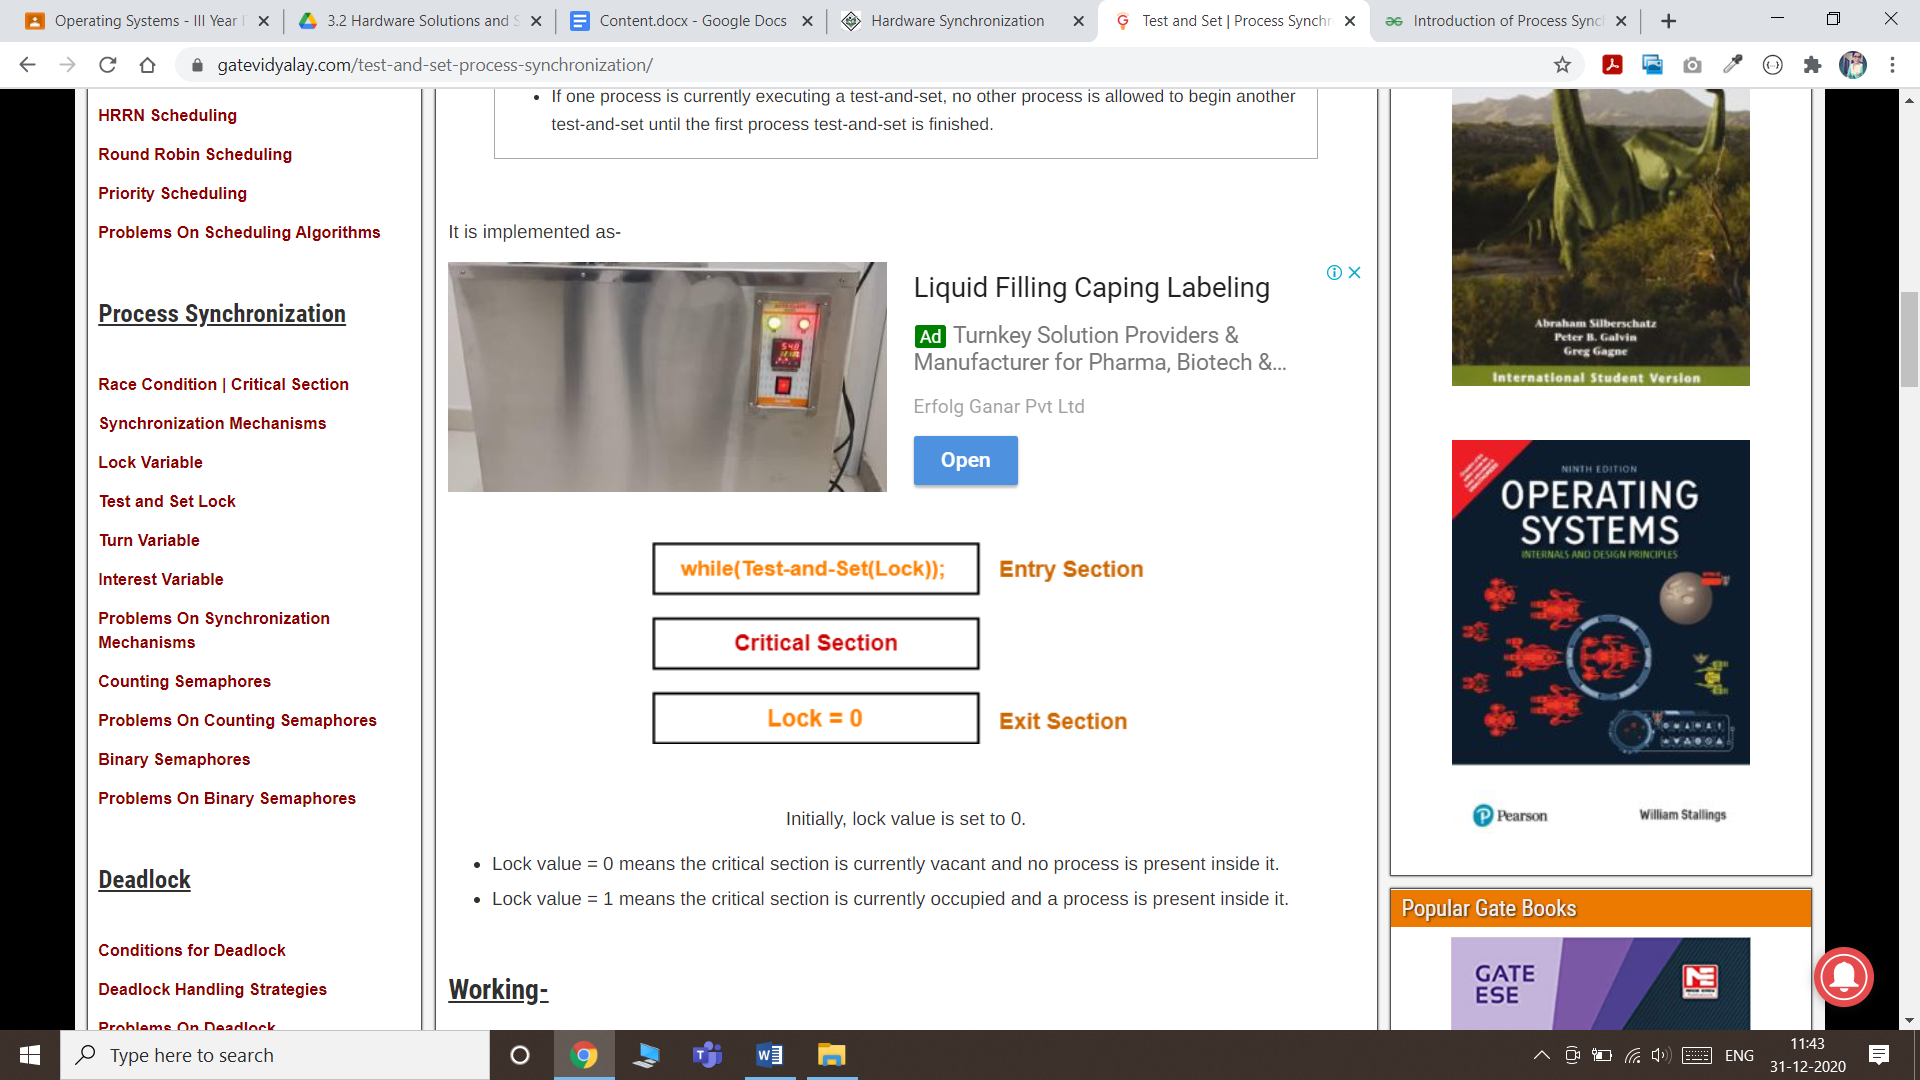 Operating Systems - III Year I
3.2 Hardware Solutions and S
Content.docx - Google Docs
Hardware Synchronization
Test and Set | Process Synchr
Introduction of Process Sync
gatevidyalay.com/test-and-set-process-synchronization/
HRRN Scheduling
Round Robin Scheduling
Priority Scheduling
Problems On Scheduling Algorithms
Process Synchronization
Race Condition | Critical Section
Synchronization Mechanisms
Lock Variable
Test and Set Lock
Turn Variable
Interest Variable
Problems On Synchronization
Mechanisms
Counting Semaphores
Problems On Counting Semaphores
Binary Semaphores
Problems On Binary Semaphores
Deadlock
Conditions for Deadlock
Deadlock Handling Strategies
Problems On Deadlock
If one process is currently executing a test-and-set, no other process is allowed to begin another
test-and-set until the first process test-and-set is finished.
It is implemented as-
Liquid Filling Caping Labeling
Ad Turnkey Solution Providers &
Manufacturer for Pharma, Biotech &...
Erfolg Ganar Pvt Ltd
Open
while(Test-and-Set(Lock));
Entry Section
Critical Section
Lock = 0
Exit Section
Initially, lock value is set to 0.
Lock value = 0 means the critical section is currently vacant and no process is present inside it.
Lock value = 1 means the critical section is currently occupied and a process is present inside it.
Working-
Abraham Silberschatz
Peter B. Galvin
Greg Gagne
International Student Version
NINTH EDITION
OPERATING
SYSTEMS
INTERNALS AND DESIGN PRINCIPLES
Pearson
William Stallings
Popular Gate Books
GATE
ESE
Type here to search
ENG
11:43
31-12-2020